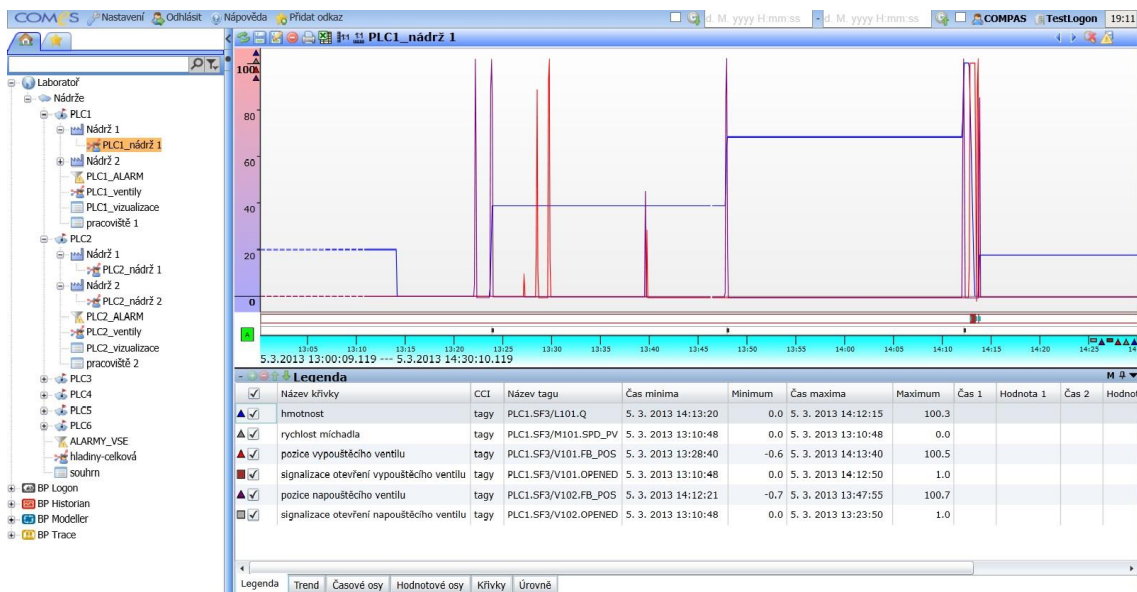 COMES Nastavení Odhlásit Nápověda Přidat odkaz d. M. yyyy H:mm:ss - d. M. yyyy H:mm:ss COMPAS TestLogon 19:11
PLC1_nádrž 1
Laboratoř
Nádrže
PLC1
Nádrž 1
PLC1_nádrž 1
Nádrž 2
PLC1_ALARM
PLC1_ventily
PLC1_vizualizace
pracoviště 1
PLC2
Nádrž 1
PLC2_nádrž 1
Nádrž 2
PLC2_nádrž 2
PLC2_ALARM
PLC2_ventily
PLC2_vizualizace
pracoviště 2
PLC3
PLC4
PLC5
PLC6
ALARMY_VSE
hladiny-celková
souhrn
BP Logon
BP Historian
BP Modeller
BP Trace
100
80
60
40
20
0
A
13:05 13:10 13:15 13:20 13:25 13:30 13:35 13:40 13:45 13:50 13:55 14:00 14:05 14:10 14:15 14:20 14:25
5.3.2013 13:00:09.119 --- 5.3.2013 14:30:10.119
Legenda M
Název křivky CCI Název tagu Čas minima Minimum Čas maxima Maximum Čas 1 Hodnota 1 Čas 2 Hodnot
hmotnost tagy PLC1.SF3/L101.Q 5. 3. 2013 14:13:20 0.0 5. 3. 2013 14:12:15 100.3
rychlost míchadla tagy PLC1.SF3/M101.SPD_PV 5. 3. 2013 13:10:48 0.0 5. 3. 2013 13:10:48 0.0
pozice vypouštěcího ventilu tagy PLC1.SF3/V101.FB_POS 5. 3. 2013 13:28:40 -0.6 5. 3. 2013 14:13:40 100.5
signalizace otevření vypouštěcího ventilu tagy PLC1.SF3/V101.OPENED 5. 3. 2013 13:10:48 0.0 5. 3. 2013 14:12:50 1.0
pozice napouštěcího ventilu tagy PLC1.SF3/V102.FB_POS 5. 3. 2013 14:12:21 -0.7 5. 3. 2013 13:47:55 100.7
signalizace otevření napouštěcího ventilu tagy PLC1.SF3/V102.OPENED 5. 3. 2013 13:10:48 0.0 5. 3. 2013 13:23:50 1.0
Legenda Trend Časové osy Hodnotové osy Křivky Úrovně